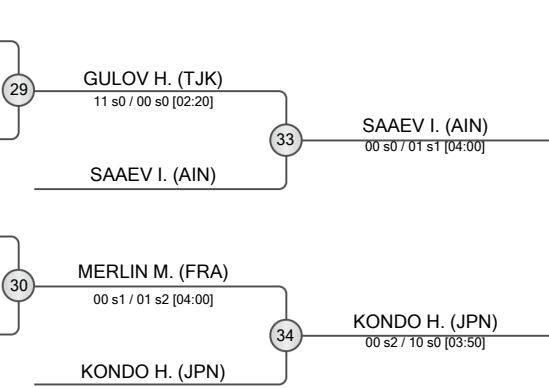 29
GULOV H. (TJK)
11 s0 / 00 s0 [02:20]
33
SAAEV I. (AIN)
00 s0 / 01 s1 [04:00]
SAAEV I. (AIN)
30
MERLIN M. (FRA)
00 s1 / 01 s2 [04:00]
34
KONDO H. (JPN)
00 s2 / 10 s0 [03:50]
KONDO H. (JPN)